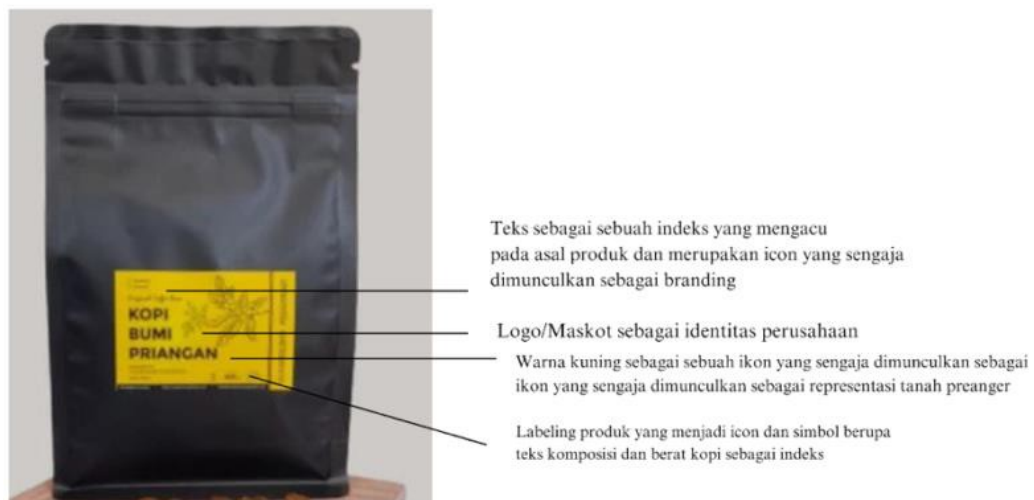 KOPI
BUMI
PRIANGAN
Teks sebagai sebuah indeks yang mengacu
pada asal produk dan merupakan icon yang sengaja
dimunculkan sebagai branding
Logo/Maskot sebagai identitas perusahaan
Warna kuning sebagai sebuah ikon yang sengaja dimunculkan sebagai
ikon yang sengaja dimunculkan sebagai representasi tanah preanger
Labeling produk yang menjadi icon dan simbol berupa
teks komposisi dan berat kopi sebagai indeks